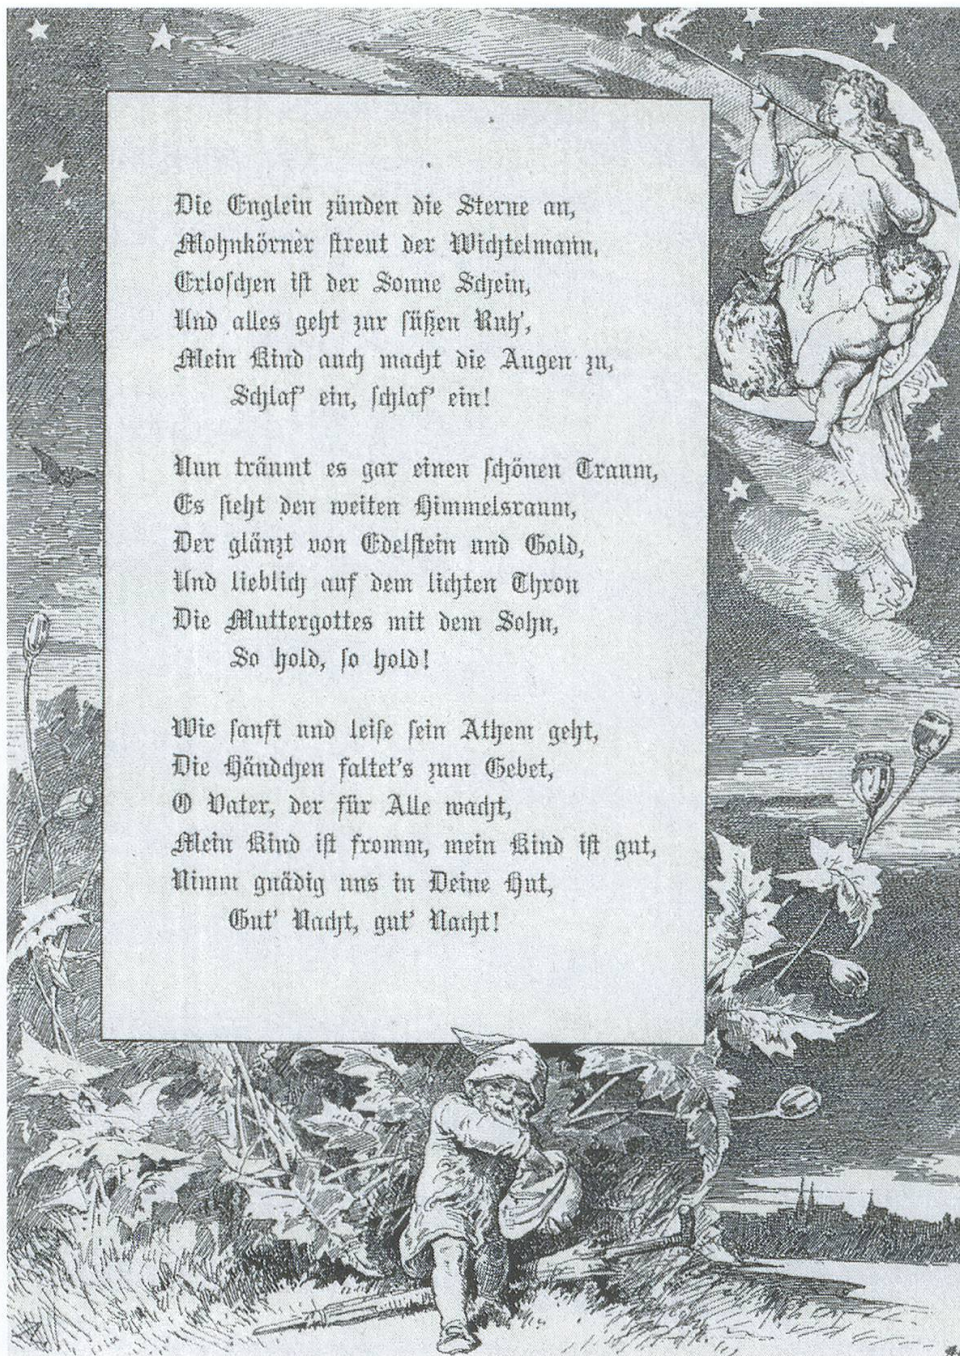 Die Englein zünden die Sterne an,
Mohnkörner streut der Wichtelmann,
Erloschen ist der Sonne Schein,
Und alles geht zur süßen Ruh',
Mein Kind auch macht die Augen zu,
Schlaf' ein, schlaf' ein!
Nun träumt es gar einen schönen Traum,
Es sieht den weiten Himmelsraum,
Der glänzt von Edelstein und Gold,
Und lieblich auf dem lichten Thron
Die Muttergottes mit dem Sohn,
So hold, so hold!
Wie sanft und leise sein Athem geht,
Die Händchen faltet's zum Gebet,
O Vater, der für Alle wacht,
Mein Kind ist fromm, mein Kind ist gut,
Nimm gnädig uns in Deine Hut,
Gut' Nacht, gut' Nacht!